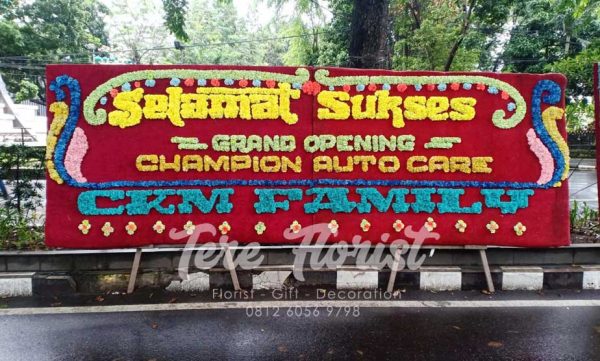 Selamat Sukses
GRAND OPENING
CHAMPION AUTO CARE
CKM FAMILY
Tere Florist
Florist - Gift - Decoration
0812 6056 9798